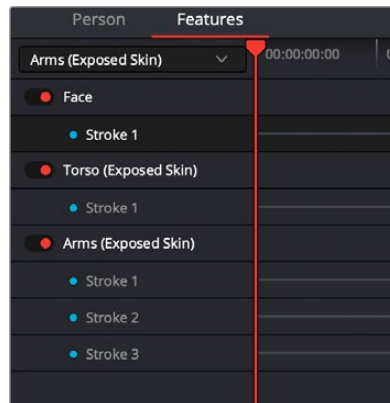 Person Features
Arms (Exposed Skin) 00:00:00:00
Face
Stroke 1
Torso (Exposed Skin)
Stroke 1
Arms (Exposed Skin)
Stroke 1
Stroke 2
Stroke 3